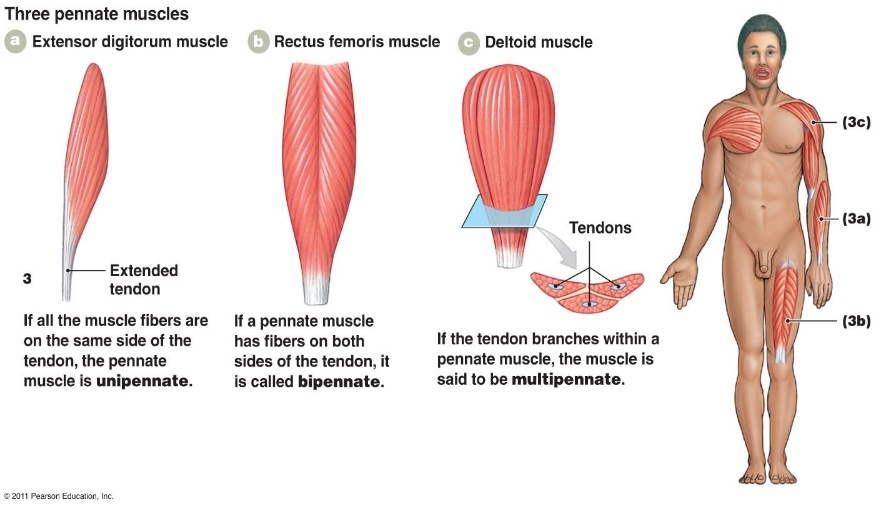 Three pennate muscles
a Extensor digitorum muscle
b Rectus femoris muscle
c Deltoid muscle
(3c)
(3a)
(3b)
Tendons
3
Extended
tendon
If all the muscle fibers are
on the same side of the
tendon, the pennate
muscle is unipennate.
If a pennate muscle
has fibers on both
sides of the tendon, it
is called bipennate.
If the tendon branches within a
pennate muscle, the muscle is
said to be multipennate.
© 2011 Pearson Education, Inc.